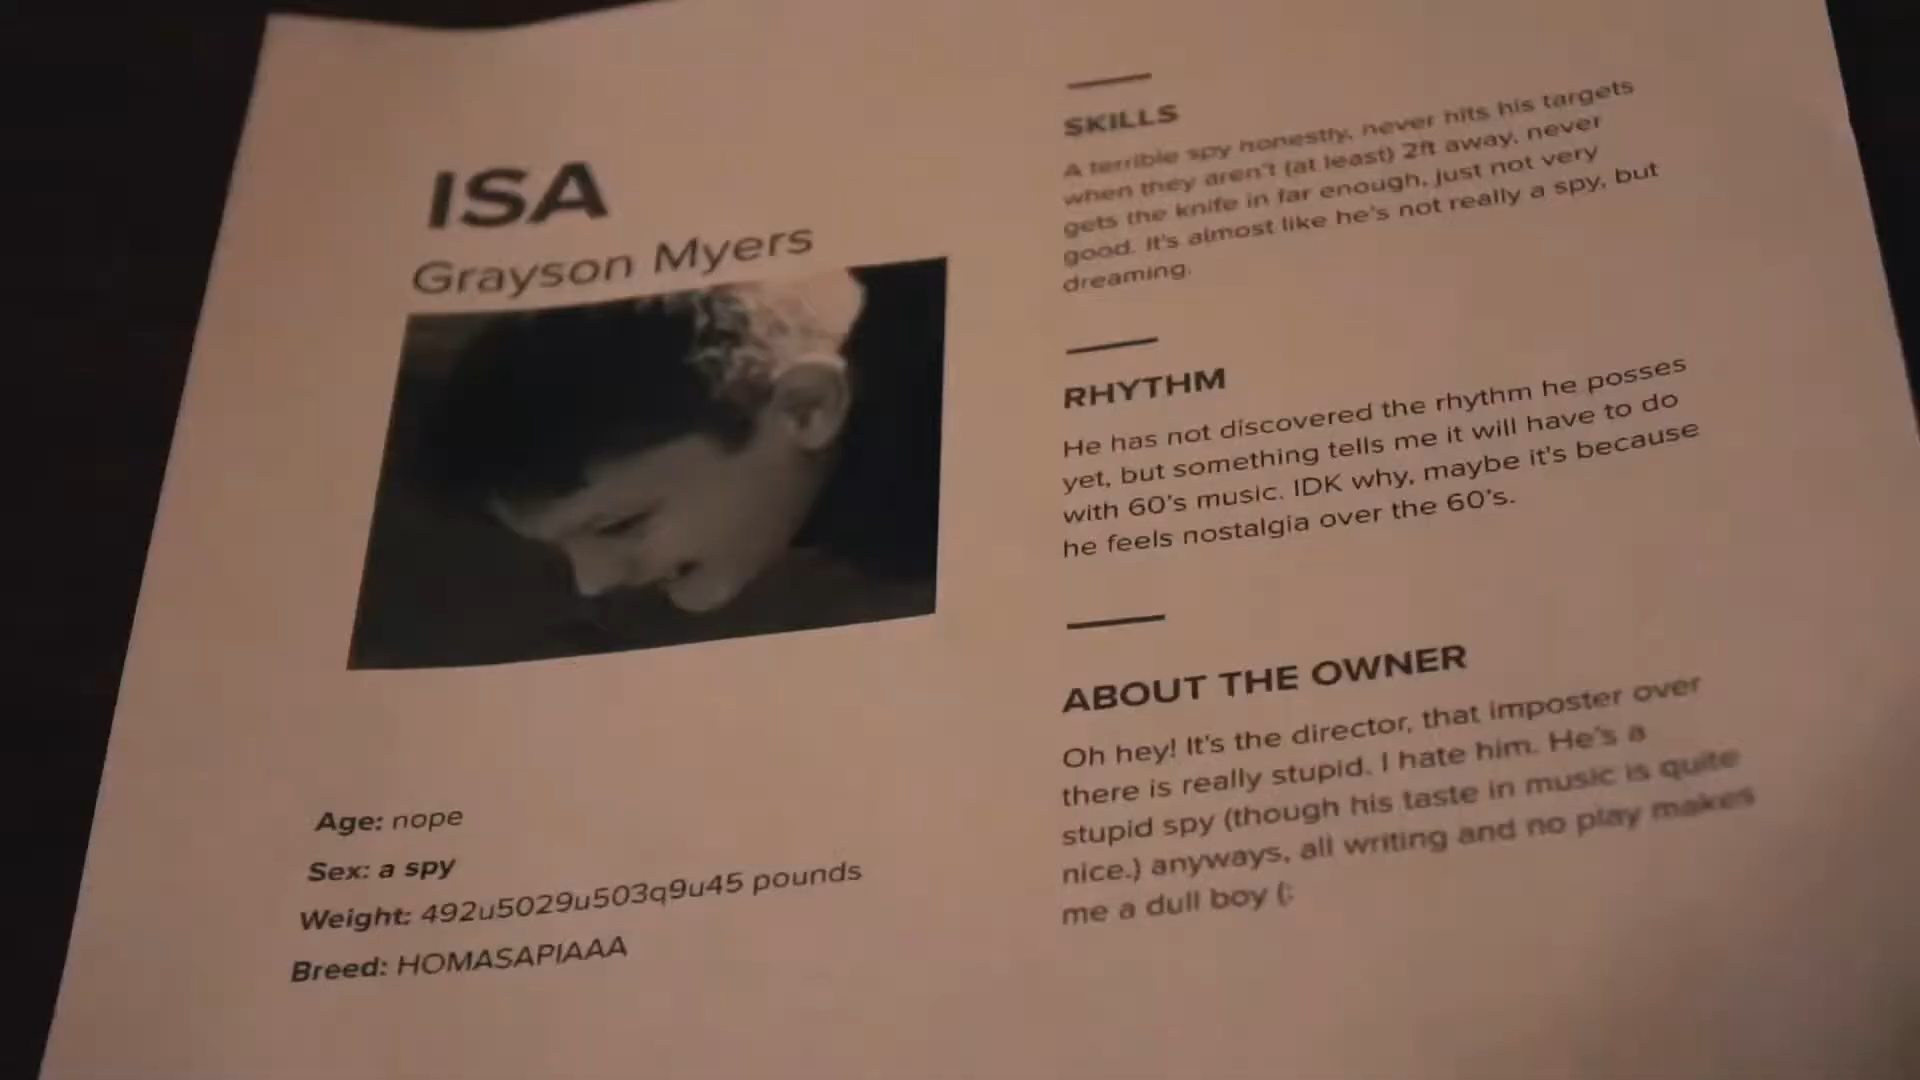 ISA
Grayson Myers
Age: nope
Sex: a spy
Weight: 492u5029u503q9u45 pounds
Breed: HOMASAPIAAA
SKILLS
A terrible spy honestly, never hits his targets
when they aren't (at least) 2ft away, never
gets the knife in far enough, just not very
good. It's almost like he's not really a spy, but
dreaming.
RHYTHM
He has not discovered the rhythm he posses
yet, but something tells me it will have to do
with 60's music. IDK why, maybe it's because
he feels nostalgia over the 60's.
ABOUT THE OWNER
Oh hey! It's the director, that imposter over
there is really stupid. I hate him. He's a
stupid spy (though his taste in music is quite
nice.) anyways, all writing and no play makes
me a dull boy (: